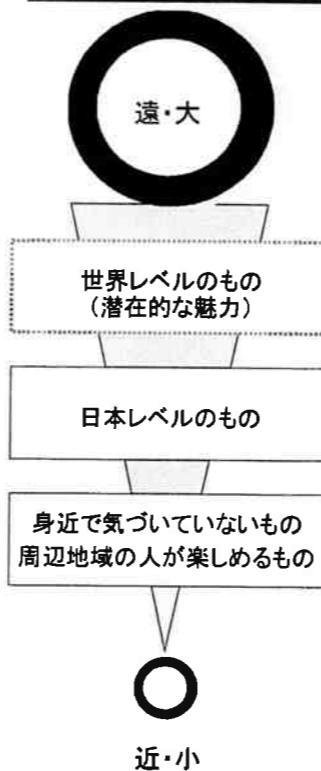 遠・大
世界レベルのもの
（潜在的な魅力）
日本レベルのもの
身近で気づいていないもの
周辺地域の人が楽しめるもの
近・小